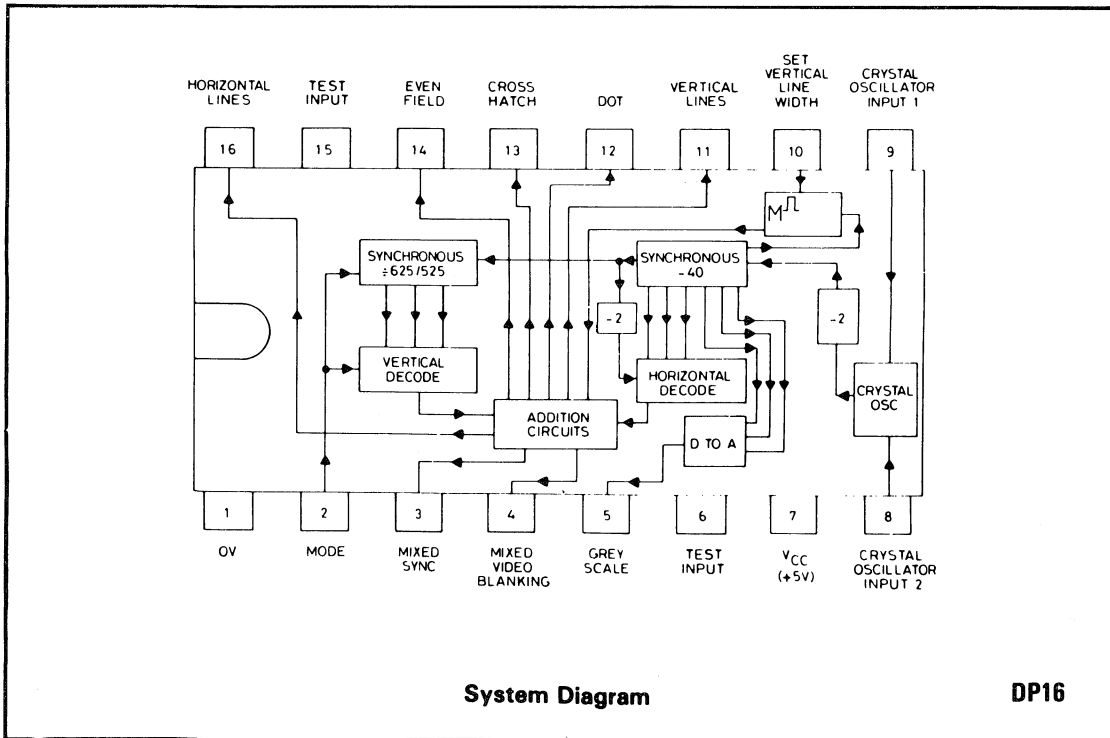 HORIZONTAL LINES
TEST INPUT
EVEN FIELD
CROSS HATCH
DOT
VERTICAL LINES
SET VERTICAL LINE WIDTH
CRYSTAL OSCILLATOR INPUT 1
16
15
14
13
12
11
10
9
M
SYNCHRONOUS
÷625/525
SYNCHRONOUS
-40
-2
-2
VERTICAL
DECODE
HORIZONTAL
DECODE
CRYSTAL
OSC
ADDITION
CIRCUITS
D TO A
1
2
3
4
5
6
7
8
OV
MODE
MIXED SYNC
MIXED VIDEO BLANKING
GREY SCALE
TEST INPUT
VCC (+5V)
CRYSTAL OSCILLATOR INPUT 2
System Diagram
DP16